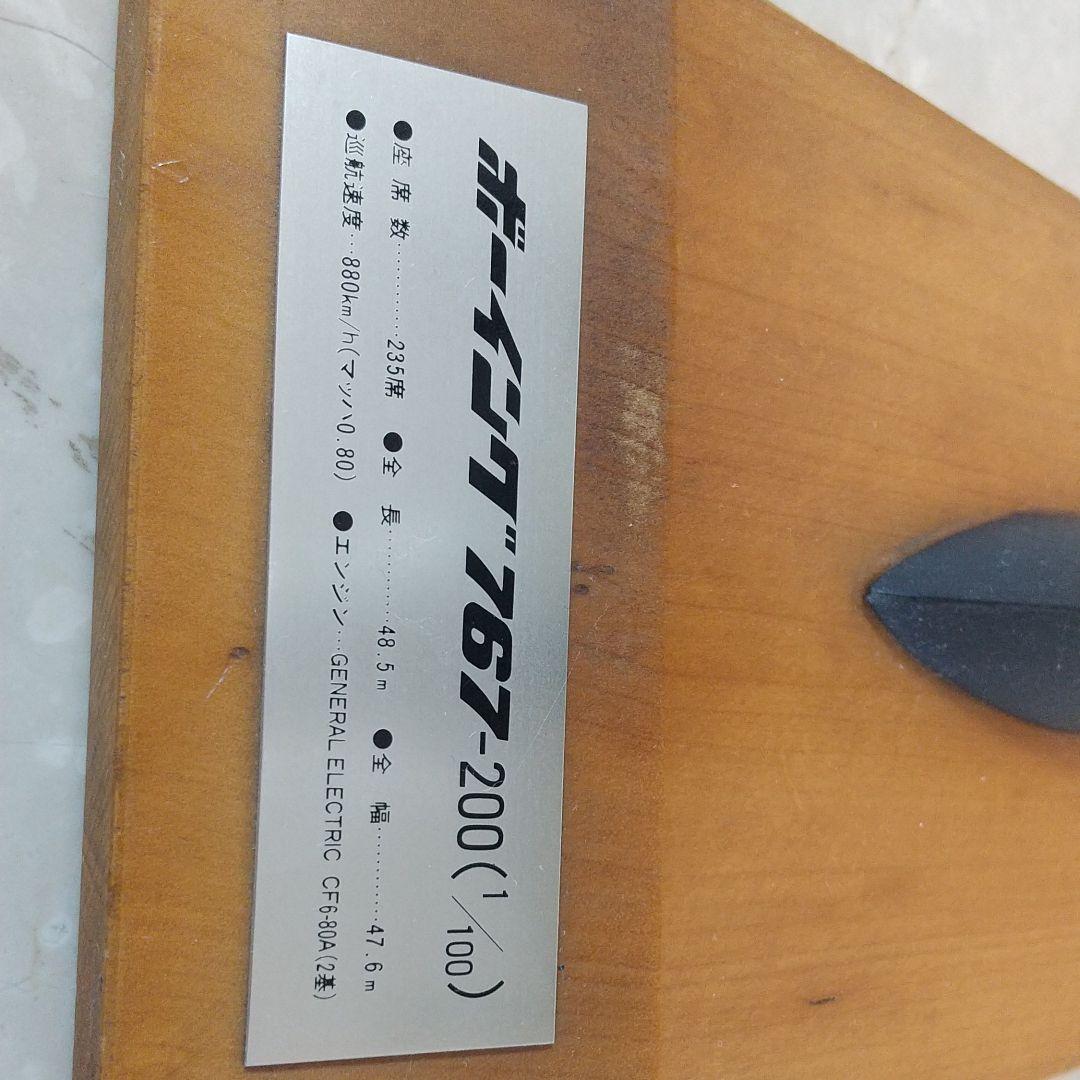 ボーイング767-200(1/100)
●座席数…………235席 ●全長…………48.5m ●全幅…………47.6m
●巡航速度…880km/h(マッハ0.80) ●エンジン…GENERAL ELECTRIC CF6-80A(2基)